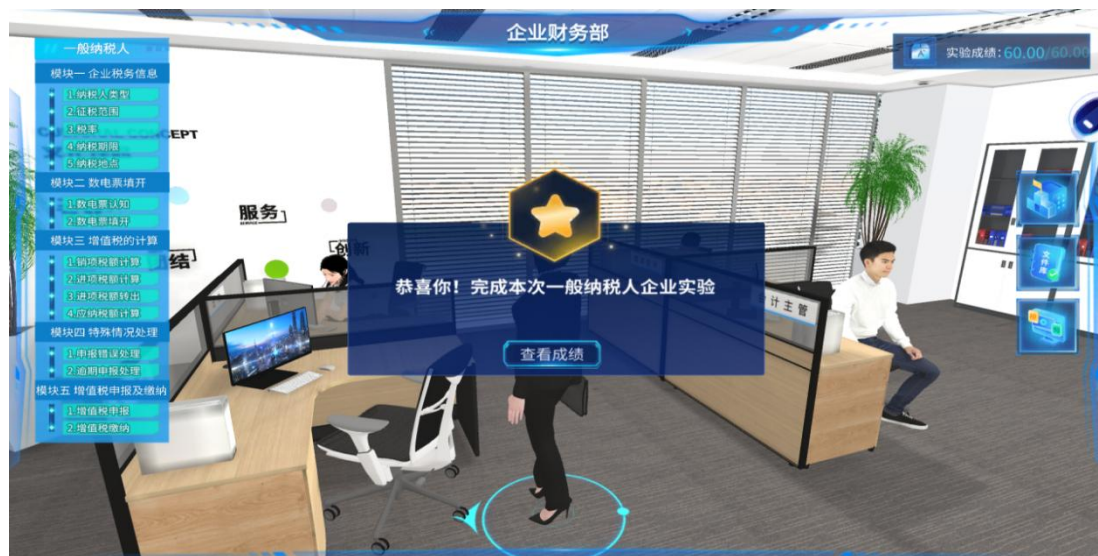 企业财务部
一般纳税人
实验成绩:60.00/60.00
模块一 企业税务信息
1.纳税人类型
2.征税范围
3.税率
4.纳税期限
5.纳税地点
模块二 数电票填开
1.数电票认知
2.数电票填开
模块三 增值税的计算
1.销项税额计算
2.进项税额计算
3.进项税额转出
4.应纳税额计算
模块四 特殊情况处理
1.申报错误处理
2.逾期申报处理
模块五 增值税申报及缴纳
1.增值税申报
2.增值税缴纳
CEPT
服务
创新
结
恭喜你！完成本次一般纳税人企业实验
查看成绩
计主管
文件库